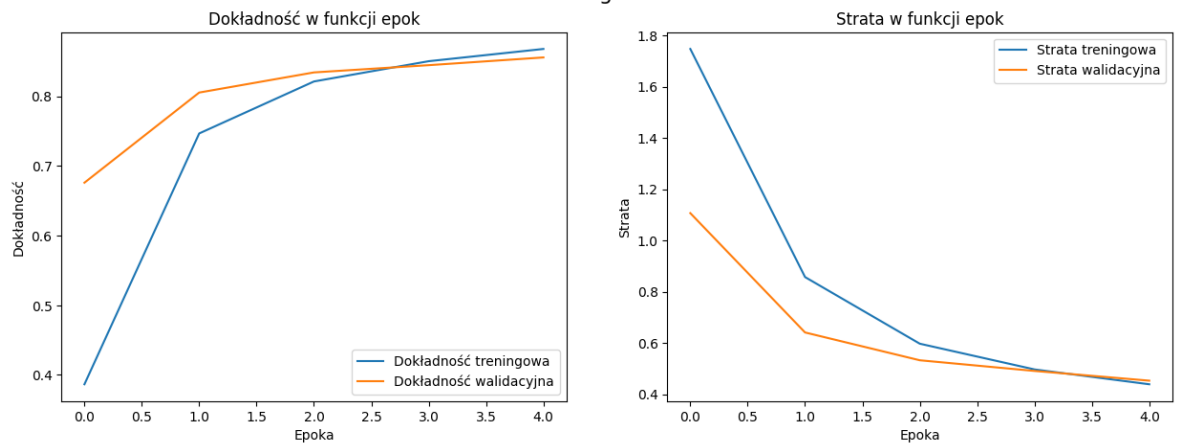 Dokładność w funkcji epok
0.8
0.7
0.6
0.5
0.4
Dokładność
0.0 0.5 1.0 1.5 2.0 2.5 3.0 3.5 4.0
Epoka
Dokładność treningowa
Dokładność walidacyjna
Strata w funkcji epok
1.8
1.6
1.4
1.2
1.0
0.8
0.6
0.4
Strata
0.0 0.5 1.0 1.5 2.0 2.5 3.0 3.5 4.0
Epoka
Strata treningowa
Strata walidacyjna